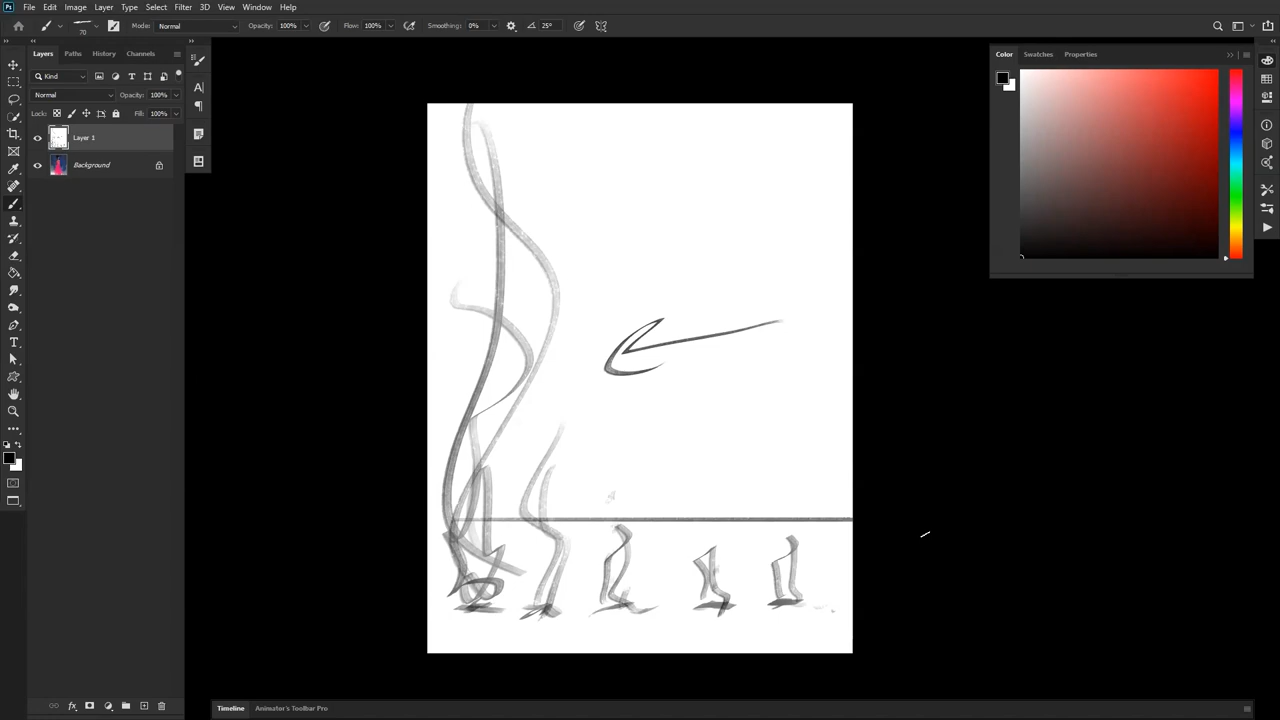 Ps File Edit Image Layer Type Select Filter 3D View Window Help
70 Mode: Normal Opacity: 100% Flow: 100% Smoothing: 0% 25°
Layers Paths History Channels
Kind
Normal Opacity: 100%
Lock: Fill: 100%
Layer 1
Background
Color Swatches Properties
Timeline Animator's Toolbar Pro